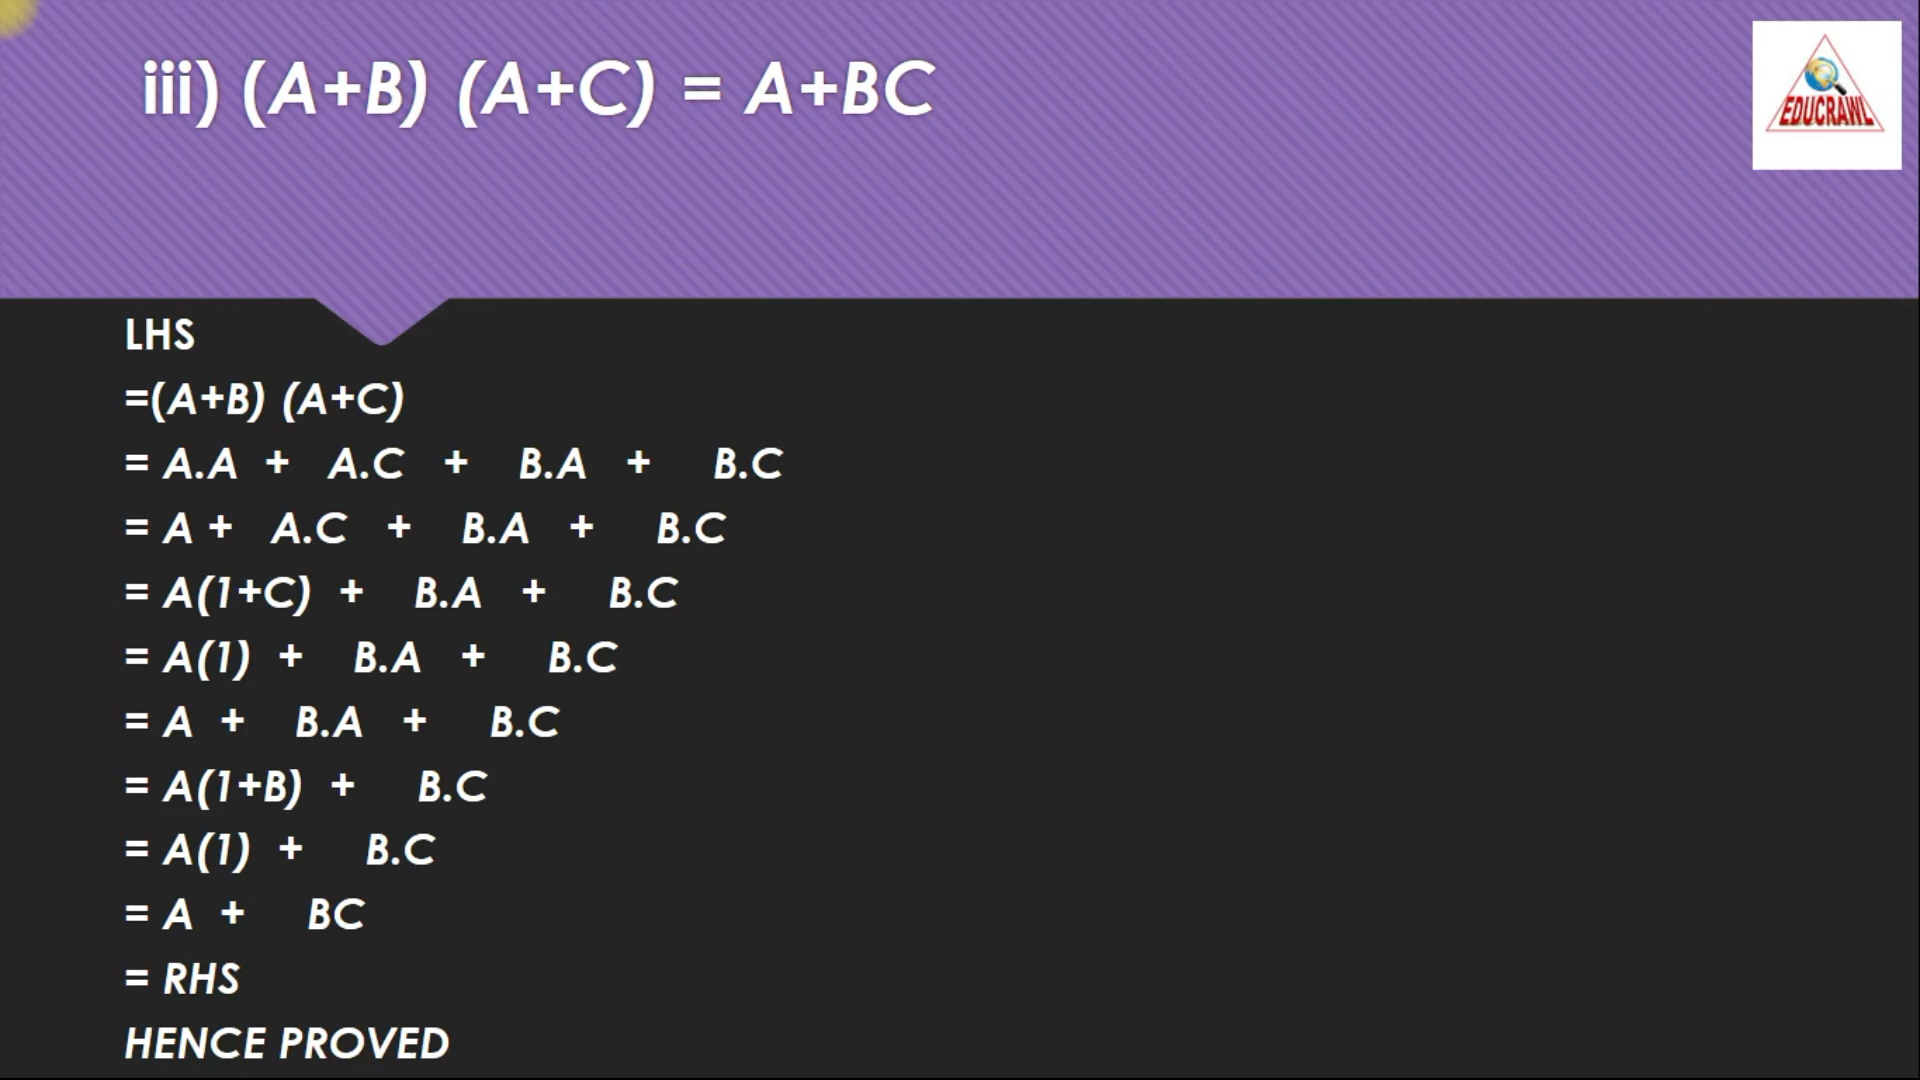 iii) (A+B) (A+C) = A+BC
EDUCRAWL
LHS
=(A+B) (A+C)
= A.A + A.C + B.A + B.C
= A + A.C + B.A + B.C
= A(1+C) + B.A + B.C
= A(1) + B.A + B.C
= A + B.A + B.C
= A(1+B) + B.C
= A(1) + B.C
= A + BC
= RHS
HENCE PROVED